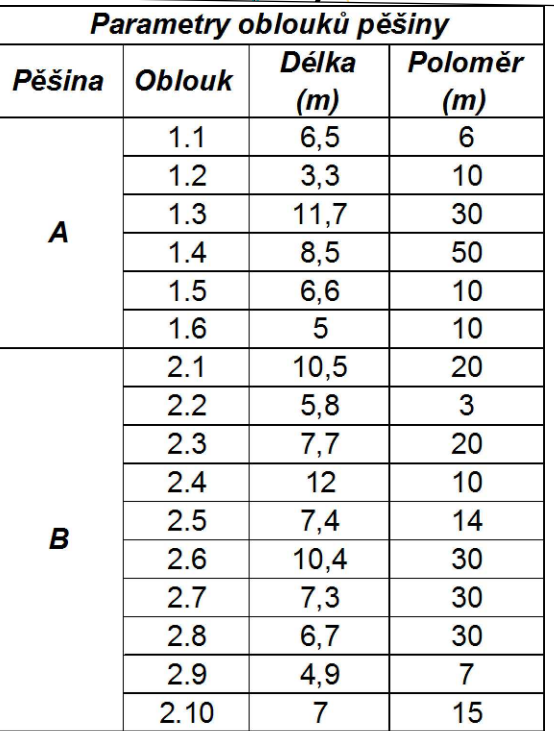 Parametry oblouků pěšiny
Pěšina Oblouk Délka (m) Poloměr (m)
A
1.1 6,5 6
1.2 3,3 10
1.3 11,7 30
1.4 8,5 50
1.5 6,6 10
1.6 5 10
B
2.1 10,5 20
2.2 5,8 3
2.3 7,7 20
2.4 12 10
2.5 7,4 14
2.6 10,4 30
2.7 7,3 30
2.8 6,7 30
2.9 4,9 7
2.10 7 15